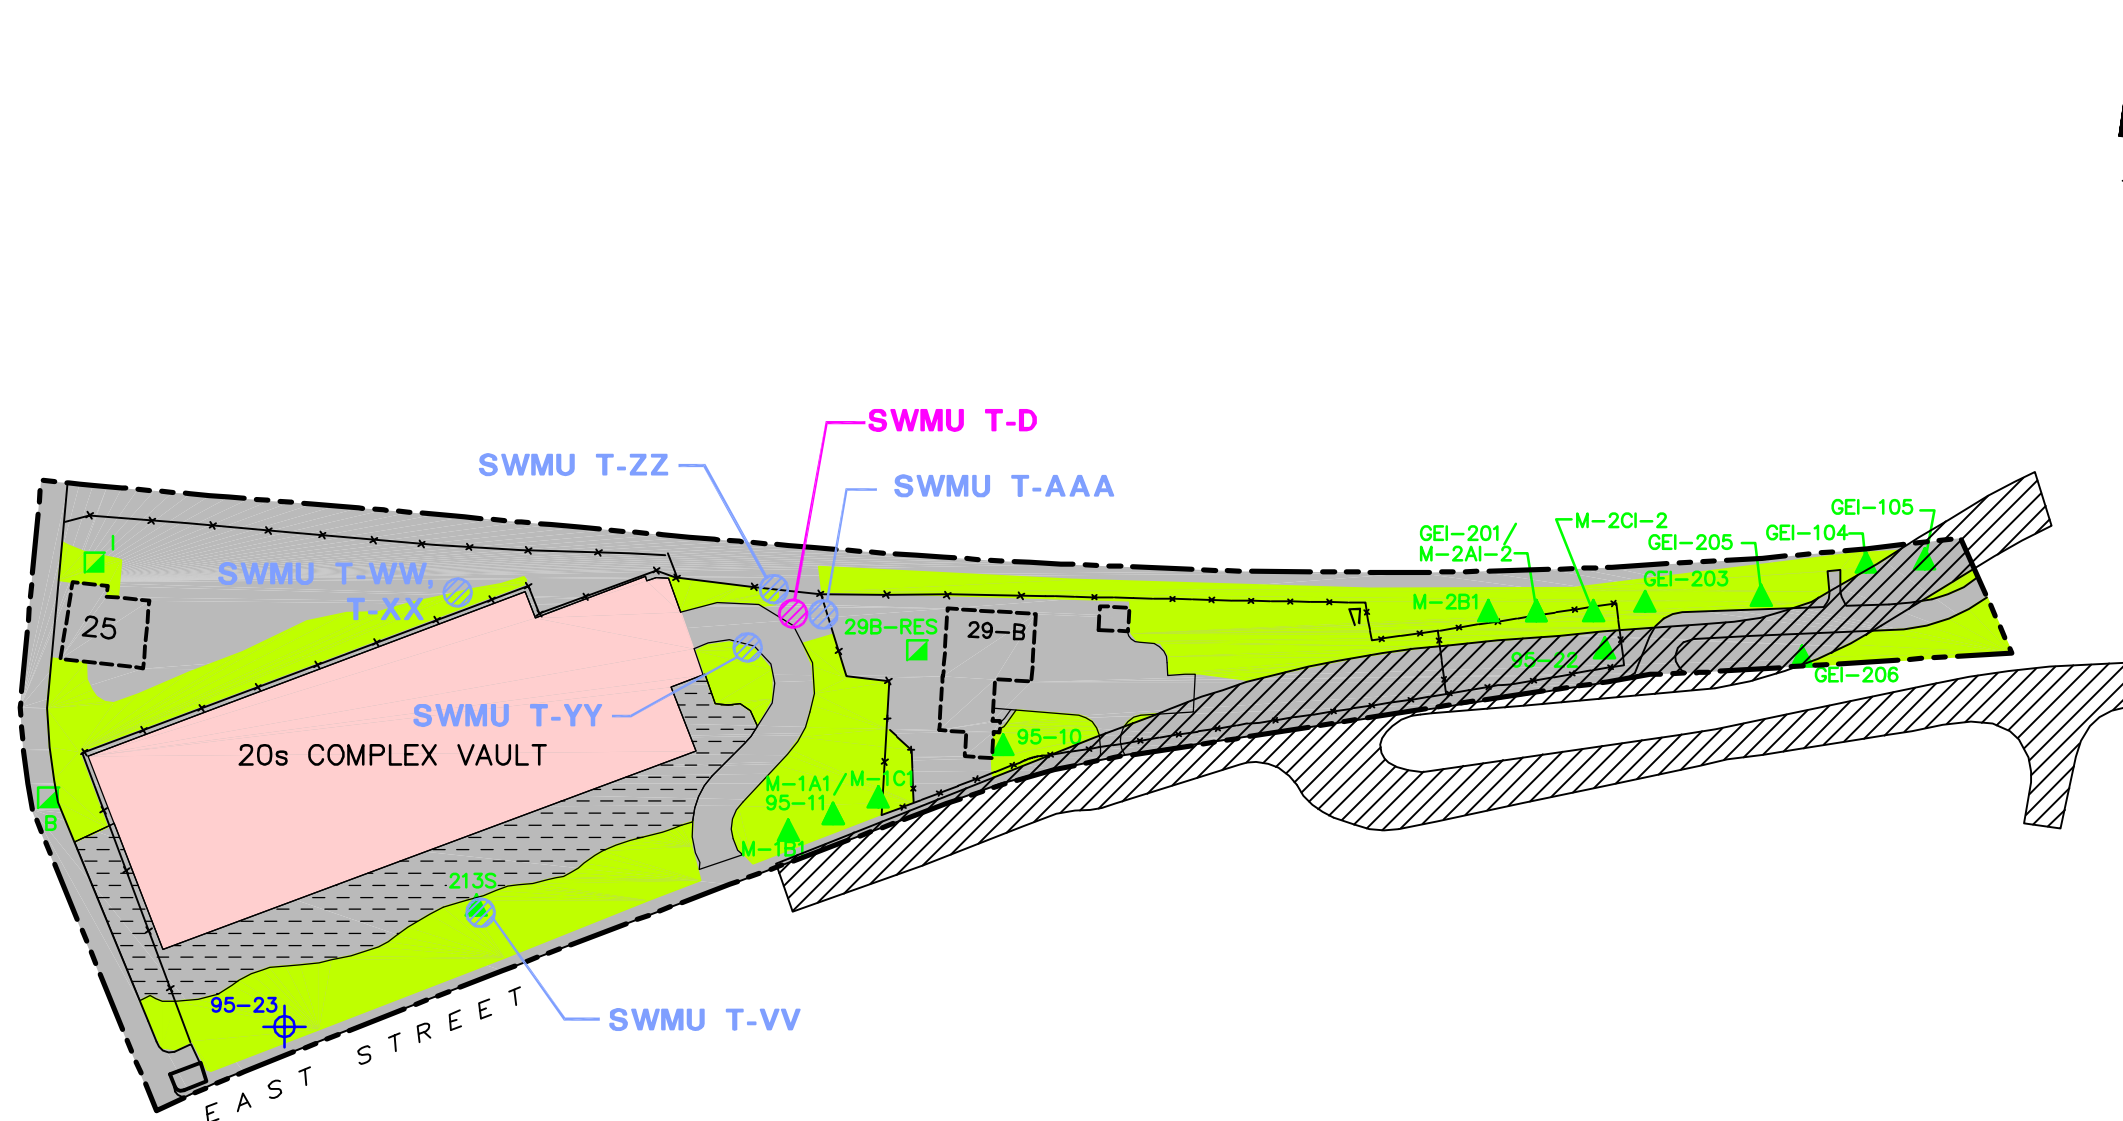 SWMU T-D
SWMU T-ZZ
SWMU T-AAA
GEI-105
GEI-201/
M-2AI-2
M-2CI-2
GEI-205
GEI-104
I
SWMU T-WW,
T-XX
GEI-203
M-2B1
25
29B-RES
29-B
95-22
GEI-206
SWMU T-YY
95-10
20s COMPLEX VAULT
M-1A1/
95-11
M-1C1
B
M-1B1
213S
95-23
SWMU T-VV
EAST STREET